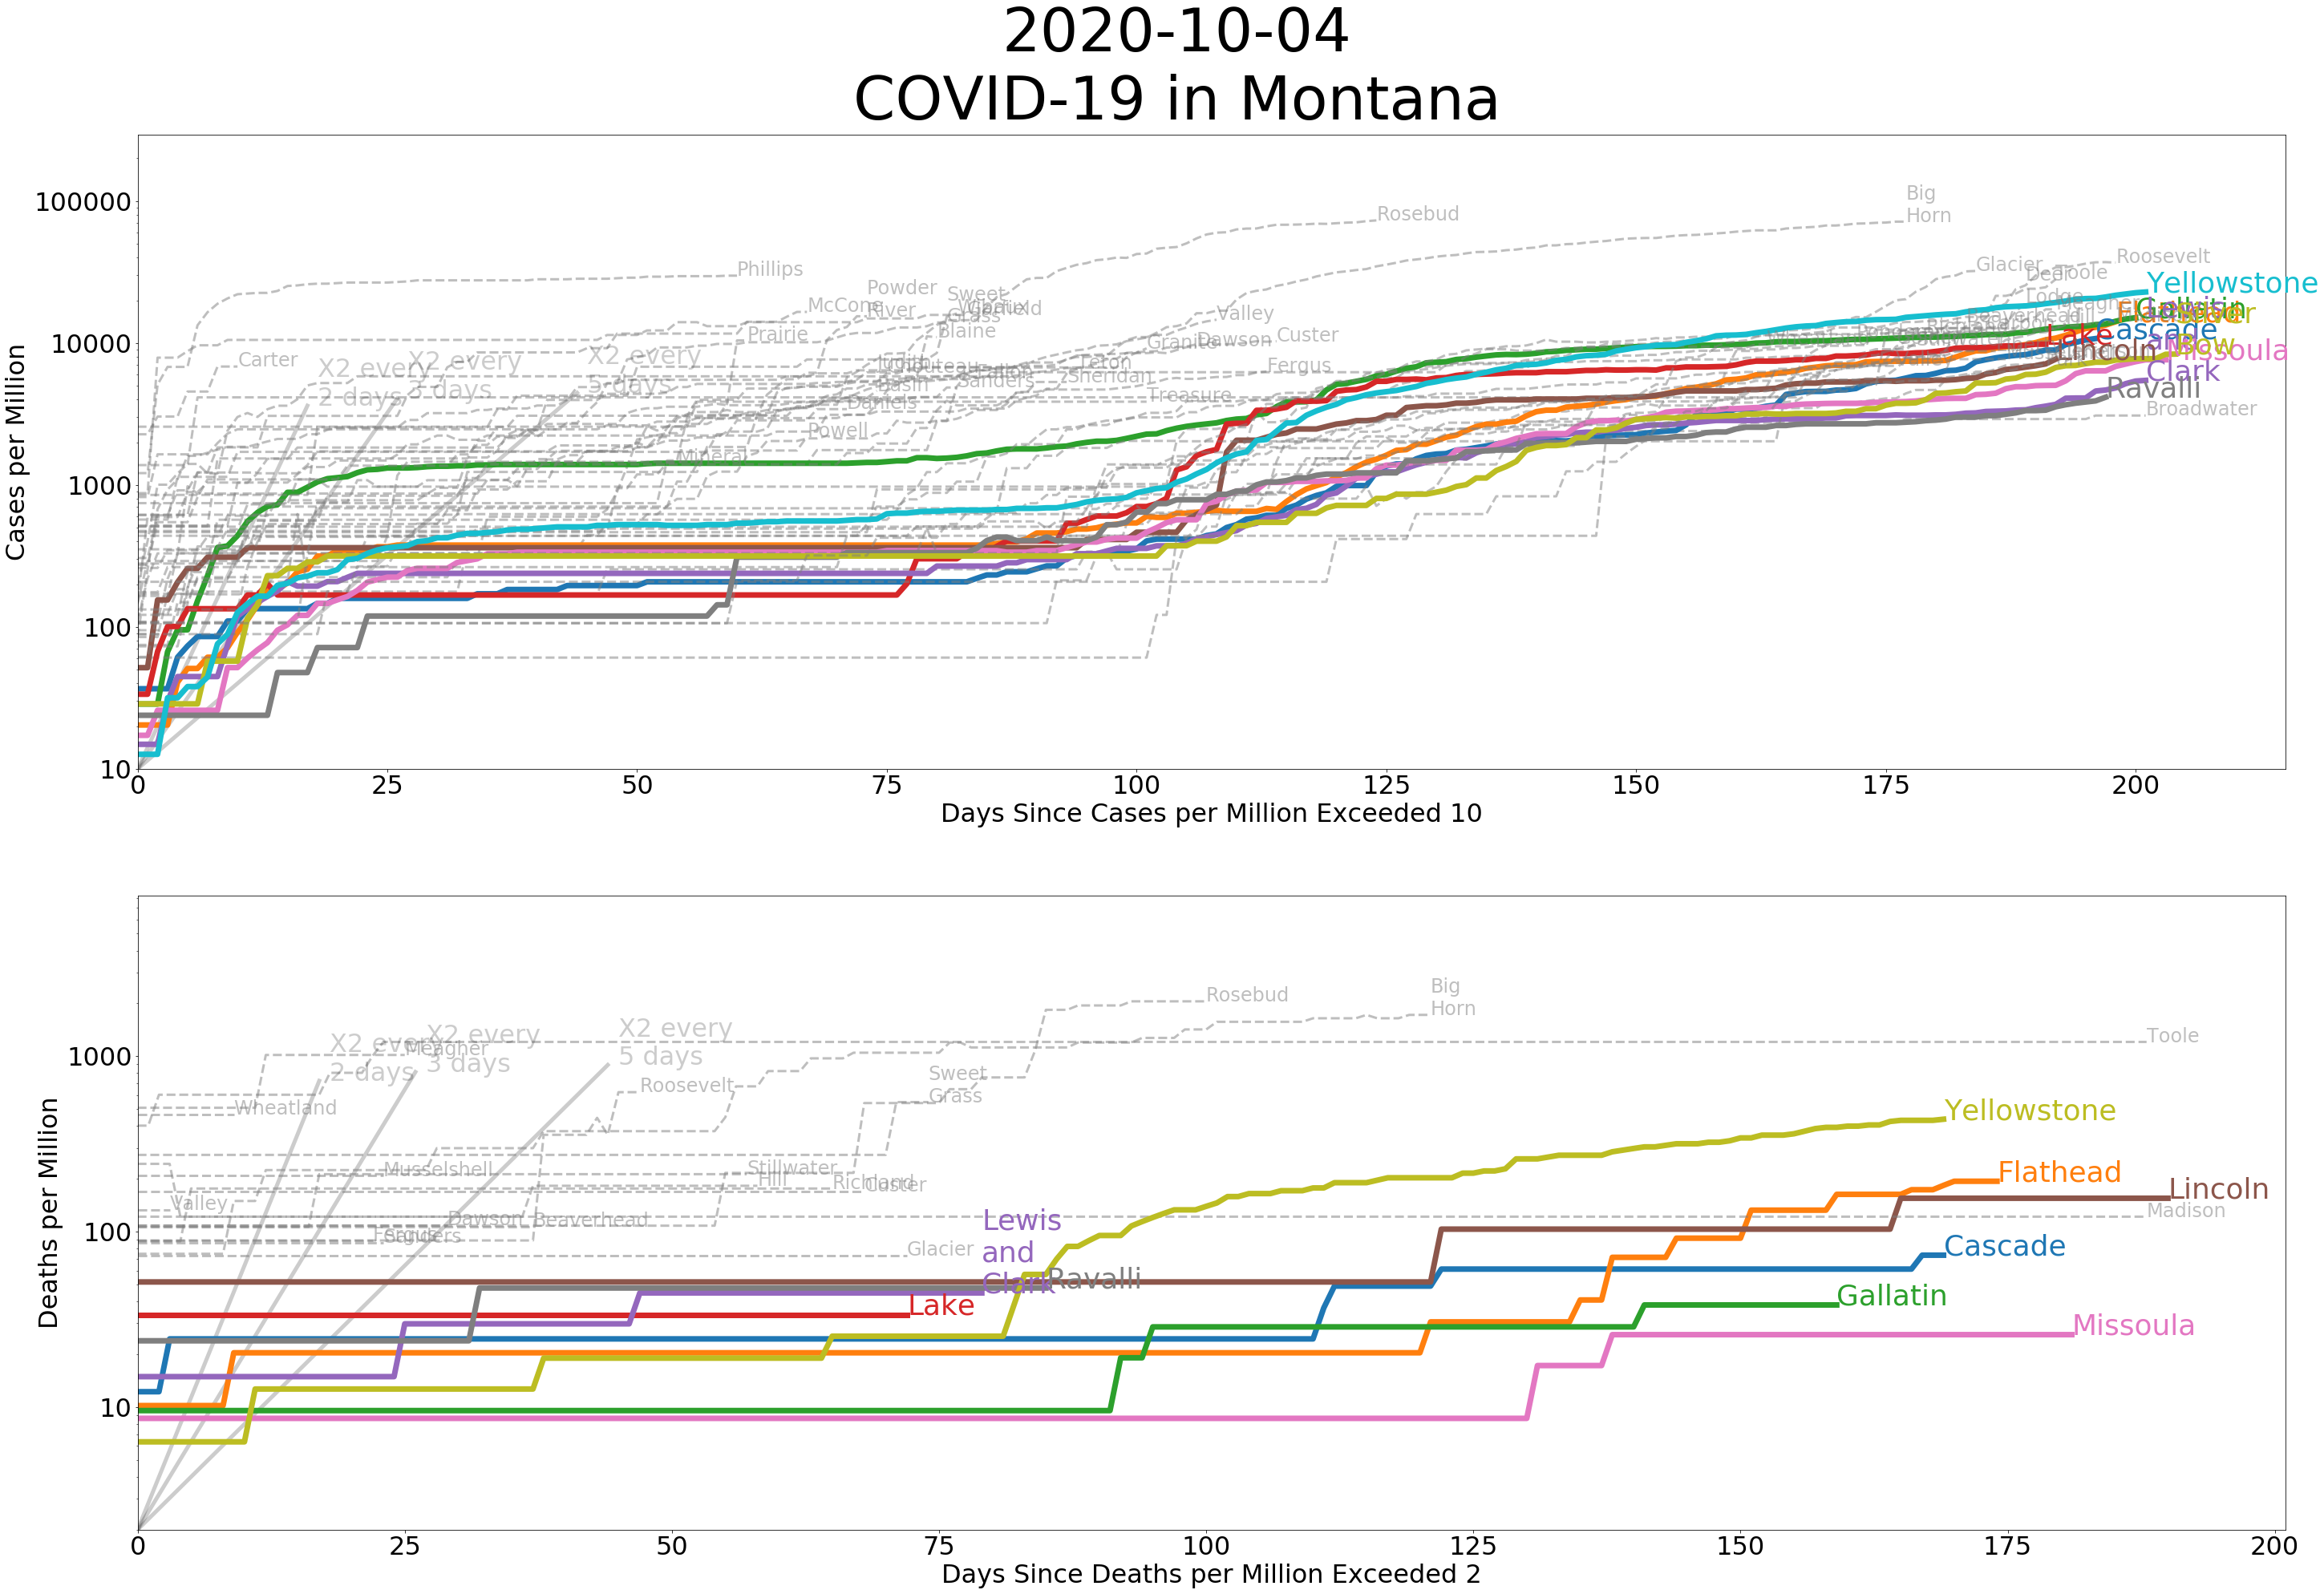 2020-10-04
COVID-19 in Montana
Cases per Million
100000
10000
1000
100
10
Big
Horn
Rosebud
Roosevelt
Phillips
Glacier
Toole
Yellowstone
Powder
River
McCone
Sweet
Grass
Valley
Prairie
Blaine
Dawson
Custer
Granite
Carter
X2 every
2 days
X2 every
3 days
X2 every
5 days
Teton
Sheridan
Fergus
Sanders
Basin
Daniels
Treasure
Powell
Mineral
Lodge
Beaverhead
Gallatin
Flathead
Lewis
and
Clark
Silver
Bow
Cascade
Lake
Lincoln
Missoula
Ravalli
Broadwater
0
25
50
75
100
125
150
175
200
Days Since Cases per Million Exceeded 10
Deaths per Million
1000
100
10
X2 every
2 days
X2 every
3 days
X2 every
5 days
Rosebud
Big
Horn
Toole
Meagher
Roosevelt
Sweet
Grass
Wheatland
Yellowstone
Musselshell
Stillwater
Hill
Richland
Custer
Flathead
Lincoln
Valley
Madison
Dawson
Beaverhead
Fergus
Sanders
Lewis
and
Clark
Glacier
Cascade
Ravalli
Lake
Gallatin
Missoula
0
25
50
75
100
125
150
175
200
Days Since Deaths per Million Exceeded 2